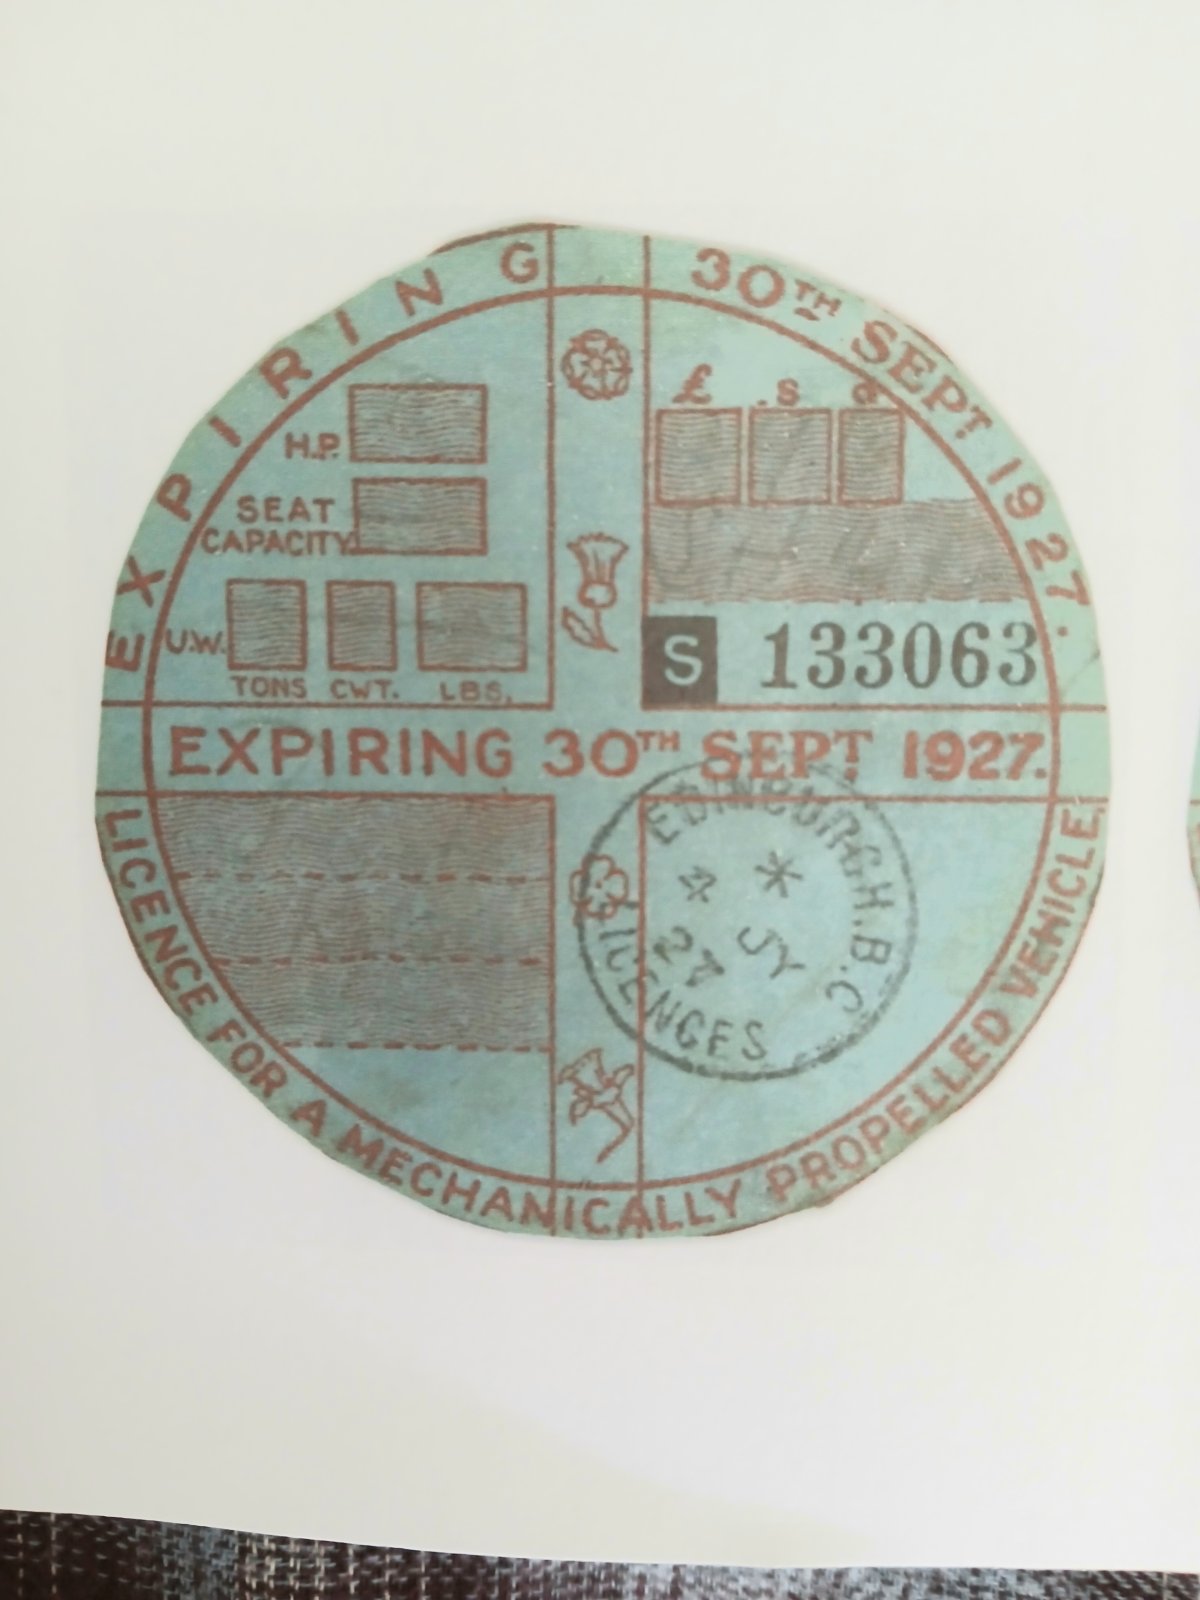 EXPIRING 30TH SEPT 1927.
£ s d
H.P.
SEAT
CAPACITY
U.W.
TONS CWT. LBS.
S 133063
EXPIRING 30TH SEPT 1927.
EDINBURGH.B.C
4 JY
27
LICENCES
LICENCE FOR A MECHANICALLY PROPELLED VEHICLE.